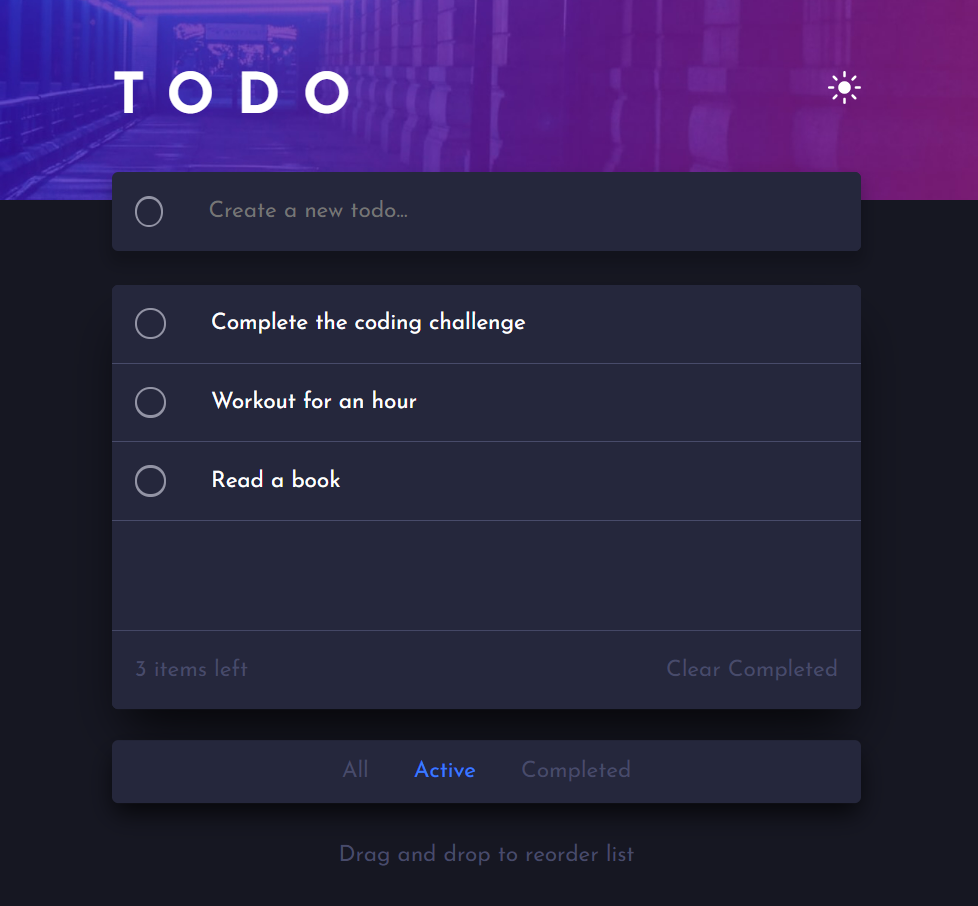 TODO
Create a new todo...
Complete the coding challenge
Workout for an hour
Read a book
3 items left Clear Completed
All Active Completed
Drag and drop to reorder list